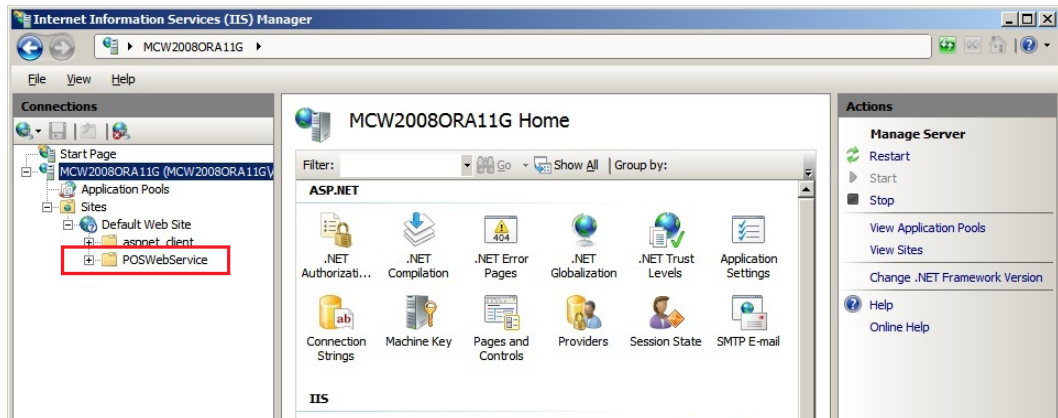 Internet Information Services (IIS) Manager
MCW2008ORA11G
File View Help
Connections
Start Page
MCW2008ORA11G (MCW2008ORA11G\
Application Pools
Sites
Default Web Site
aspnet_client
POSWebService
MCW2008ORA11G Home
Filter: Go Show All Group by:
ASP.NET
.NET Authorizati...
.NET Compilation
404
.NET Error Pages
.NET Globalization
.NET Trust Levels
Application Settings
ab
Connection Strings
Machine Key
Pages and Controls
Providers
Session State
SMTP E-mail
IIS
Actions
Manage Server
Restart
Start
Stop
View Application Pools
View Sites
Change .NET Framework Version
Help
Online Help